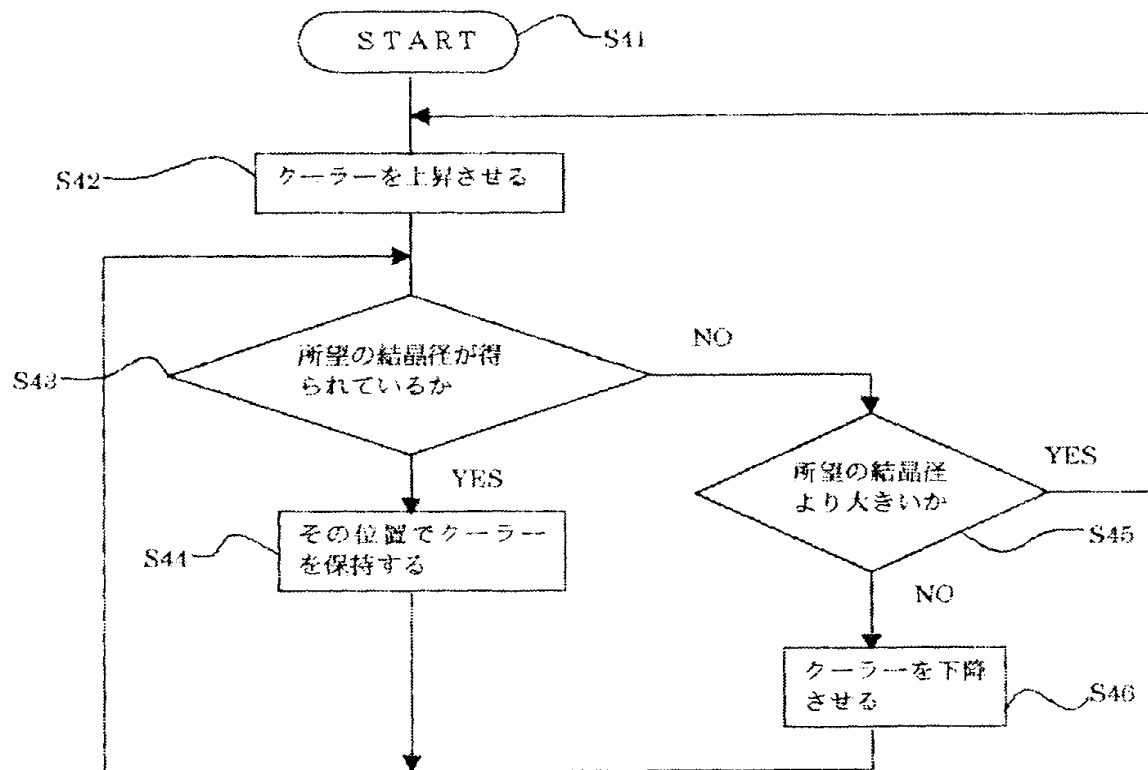 START
S41
S42
クーラーを上昇させる
S43
所望の結晶径が得
られているか
NO
YES
所望の結晶径
より大きいか
YES
S44
その位置でクーラー
を保持する
S45
NO
クーラーを下降
させる
S46